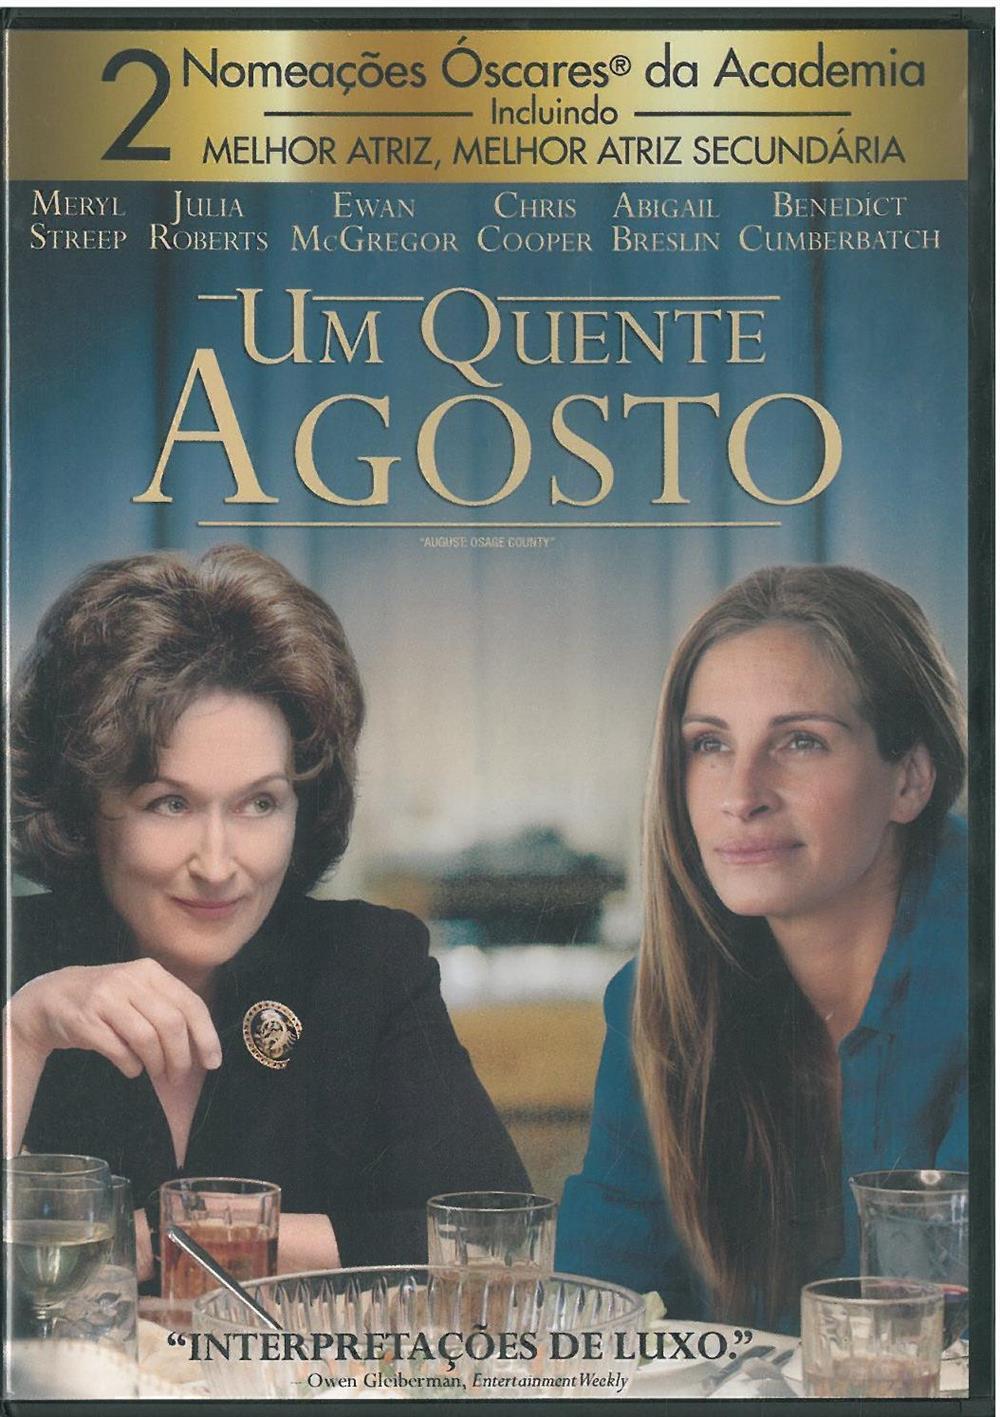 2 Nomeações Óscares® da Academia
Incluindo
MELHOR ATRIZ, MELHOR ATRIZ SECUNDÁRIA
MERYL STREEP
JULIA ROBERTS
EWAN MCGREGOR
CHRIS COOPER
ABIGAIL BRESLIN
BENEDICT CUMBERBATCH
UM QUENTE
AGOSTO
"AUGUST: OSAGE COUNTY"
"INTERPRETAÇÕES DE LUXO."
– Owen Gleiberman, Entertainment Weekly